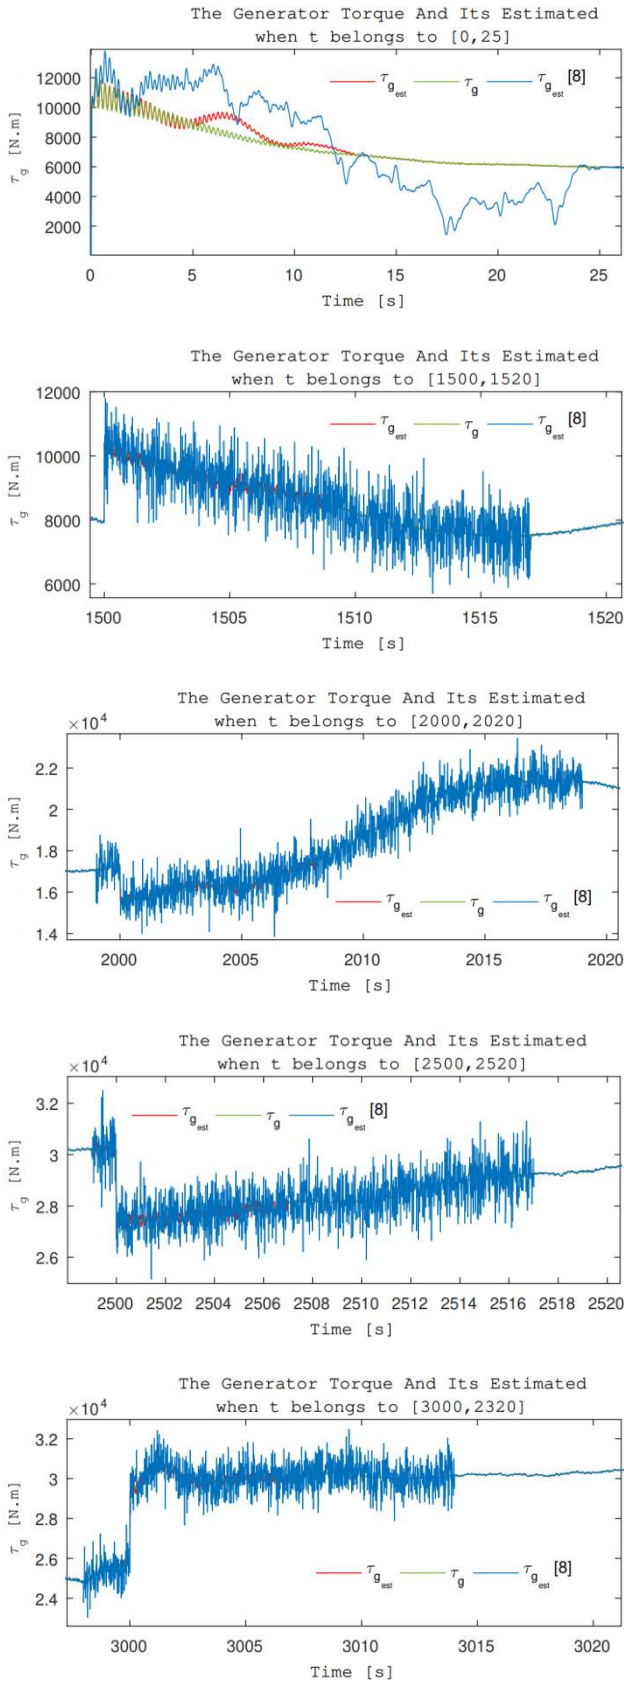 The Generator Torque And Its Estimated
when t belongs to [0,25]
τg [N.m]
12000
10000
8000
6000
4000
2000
τgest τg τgest [8]
0 5 10 15 20 25
Time [s]
The Generator Torque And Its Estimated
when t belongs to [1500,1520]
τg [N.m]
12000
10000
8000
6000
τgest τg τgest [8]
1500 1505 1510 1515 1520
Time [s]
The Generator Torque And Its Estimated
when t belongs to [2000,2020]
×10⁴
τg [N.m]
2.2
2
1.8
1.6
1.4
τgest τg τgest [8]
2000 2005 2010 2015 2020
Time [s]
The Generator Torque And Its Estimated
when t belongs to [2500,2520]
×10⁴
τg [N.m]
3.2
3
2.8
2.6
τgest τg τgest [8]
2500 2502 2504 2506 2508 2510 2512 2514 2516 2518 2520
Time [s]
The Generator Torque And Its Estimated
when t belongs to [3000,2320]
×10⁴
τg [N.m]
3.2
3
2.8
2.6
2.4
τgest τg τgest [8]
3000 3005 3010 3015 3020
Time [s]